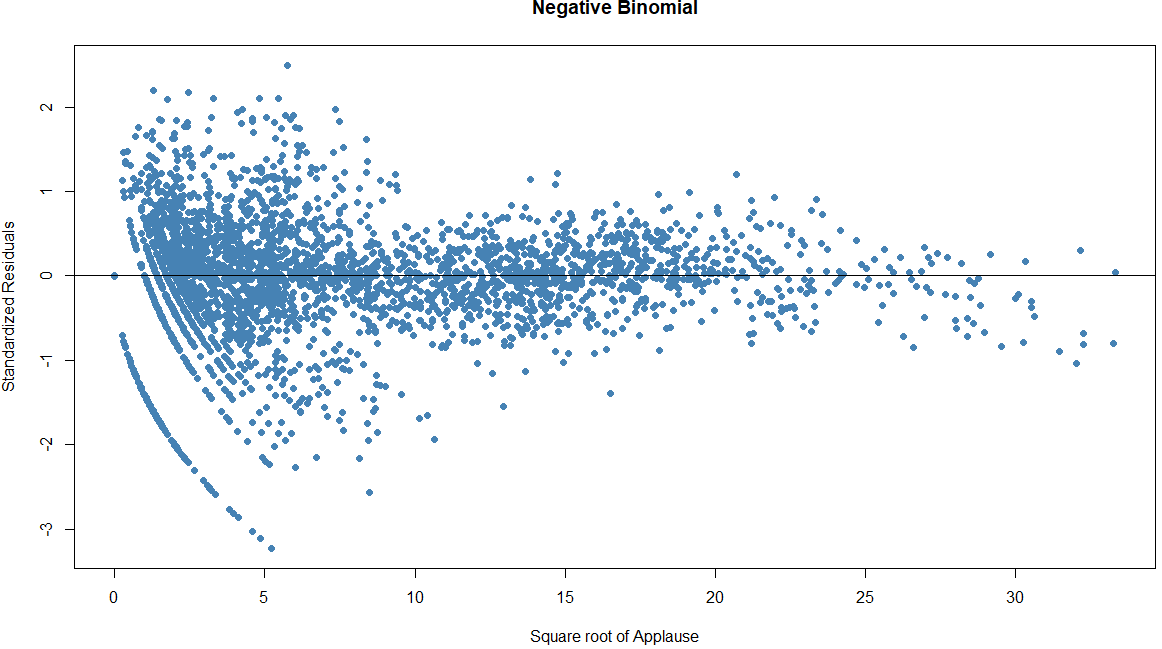 Negative Binomial
Standardized Residuals
2
1
0
-1
-2
-3
0 5 10 15 20 25 30
Square root of Applause